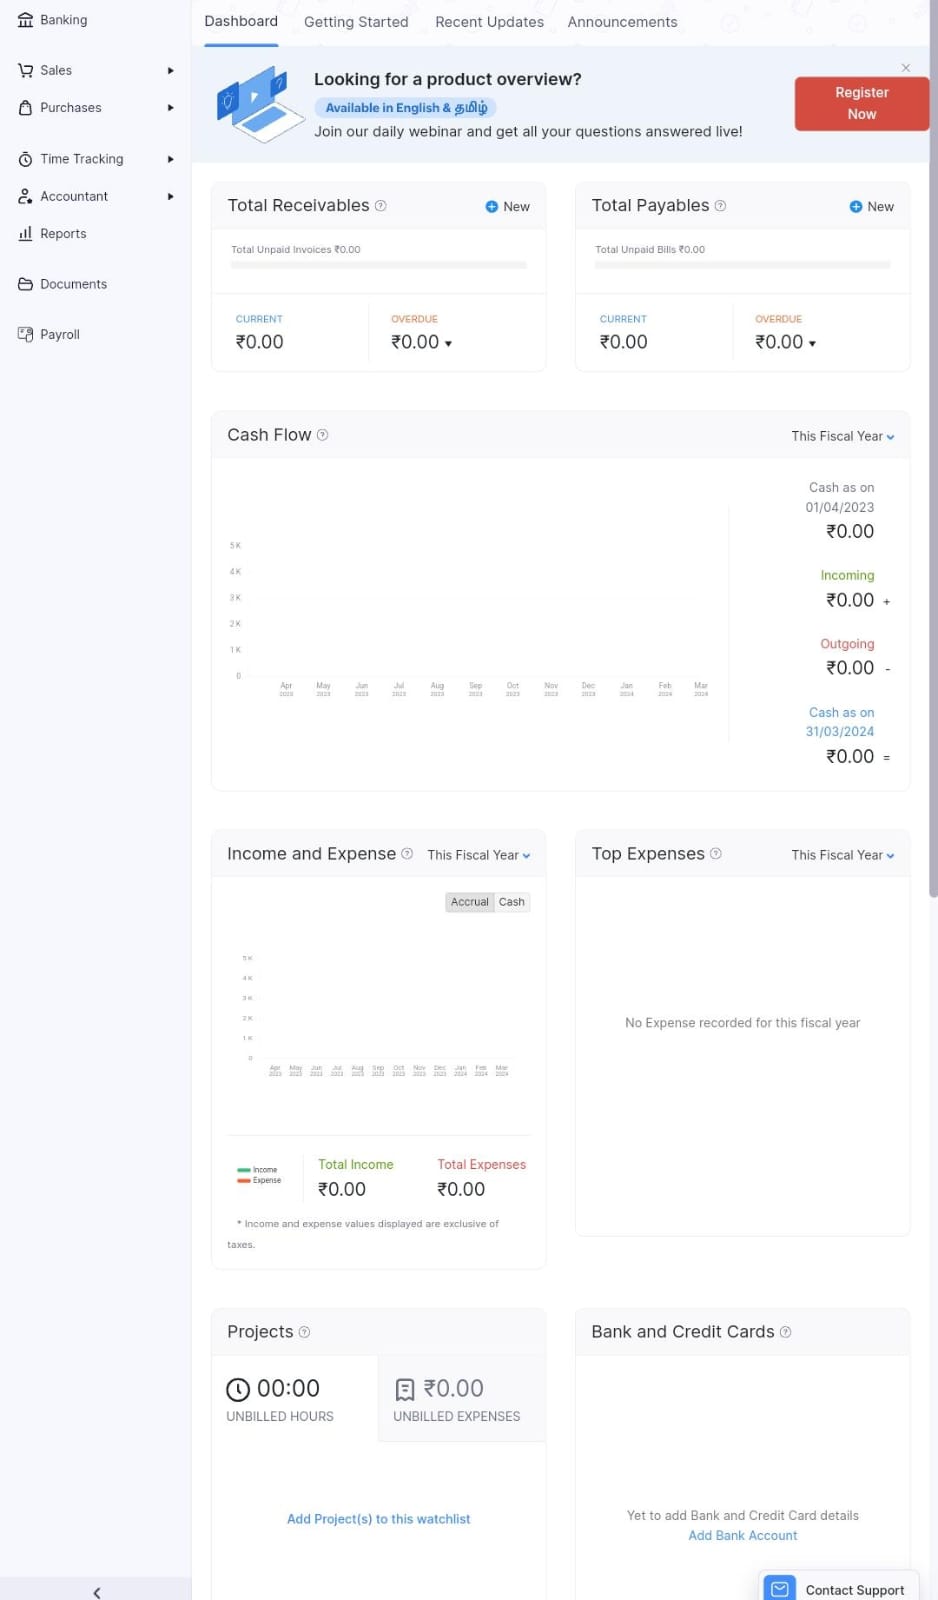 Banking
Sales
Purchases
Time Tracking
Accountant
Reports
Documents
Payroll
Dashboard Getting Started Recent Updates Announcements
Looking for a product overview?
Available in English & தமிழ்
Join our daily webinar and get all your questions answered live!
Register
Now
Total Receivables New
Total Unpaid Invoices ₹0.00
CURRENT OVERDUE
₹0.00 ₹0.00
Total Payables New
Total Unpaid Bills ₹0.00
CURRENT OVERDUE
₹0.00 ₹0.00
Cash Flow This Fiscal Year
5 K
4 K
3 K
2 K
1 K
0
Apr May Jun Jul Aug Sep Oct Nov Dec Jan Feb Mar
2023 2023 2023 2023 2023 2023 2023 2023 2023 2024 2024 2024
Cash as on
01/04/2023
₹0.00
Incoming
₹0.00 +
Outgoing
₹0.00 -
Cash as on
31/03/2024
₹0.00 =
Income and Expense This Fiscal Year
Accrual Cash
5 K
4 K
3 K
2 K
1 K
0
Apr May Jun Jul Aug Sep Oct Nov Dec Jan Feb Mar
2023 2023 2023 2023 2023 2023 2023 2023 2023 2024 2024 2024
Income
Expense
Total Income Total Expenses
₹0.00 ₹0.00
* Income and expense values displayed are exclusive of
taxes.
Top Expenses This Fiscal Year
No Expense recorded for this fiscal year
Projects
00:00 ₹0.00
UNBILLED HOURS UNBILLED EXPENSES
Add Project(s) to this watchlist
Bank and Credit Cards
Yet to add Bank and Credit Card details
Add Bank Account
Contact Support